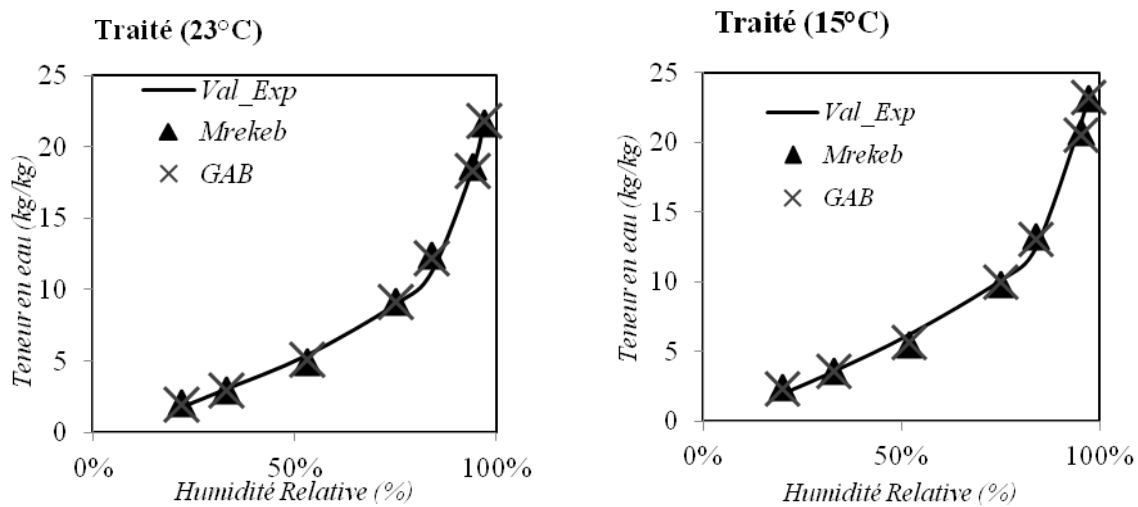 Traité (23°C)
25
20
15
10
5
0
Teneur en eau (kg/kg)
Val_Exp
Mrekeb
GAB
0%
50%
100%
Humidité Relative (%)
Traité (15°C)
25
20
15
10
5
0
Teneur en eau (kg/kg)
Val_Exp
Mrekeb
GAB
0%
50%
100%
Humidité Relative (%)